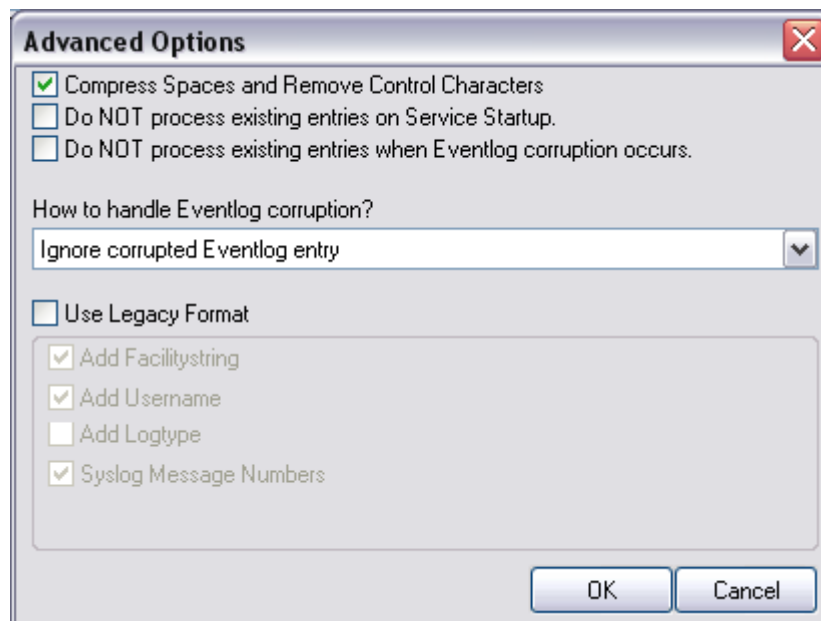 Advanced Options
Compress Spaces and Remove Control Characters
Do NOT process existing entries on Service Startup.
Do NOT process existing entries when Eventlog corruption occurs.
How to handle Eventlog corruption?
Ignore corrupted Eventlog entry
Use Legacy Format
Add Facilitystring
Add Username
Add Logtype
Syslog Message Numbers
OK Cancel